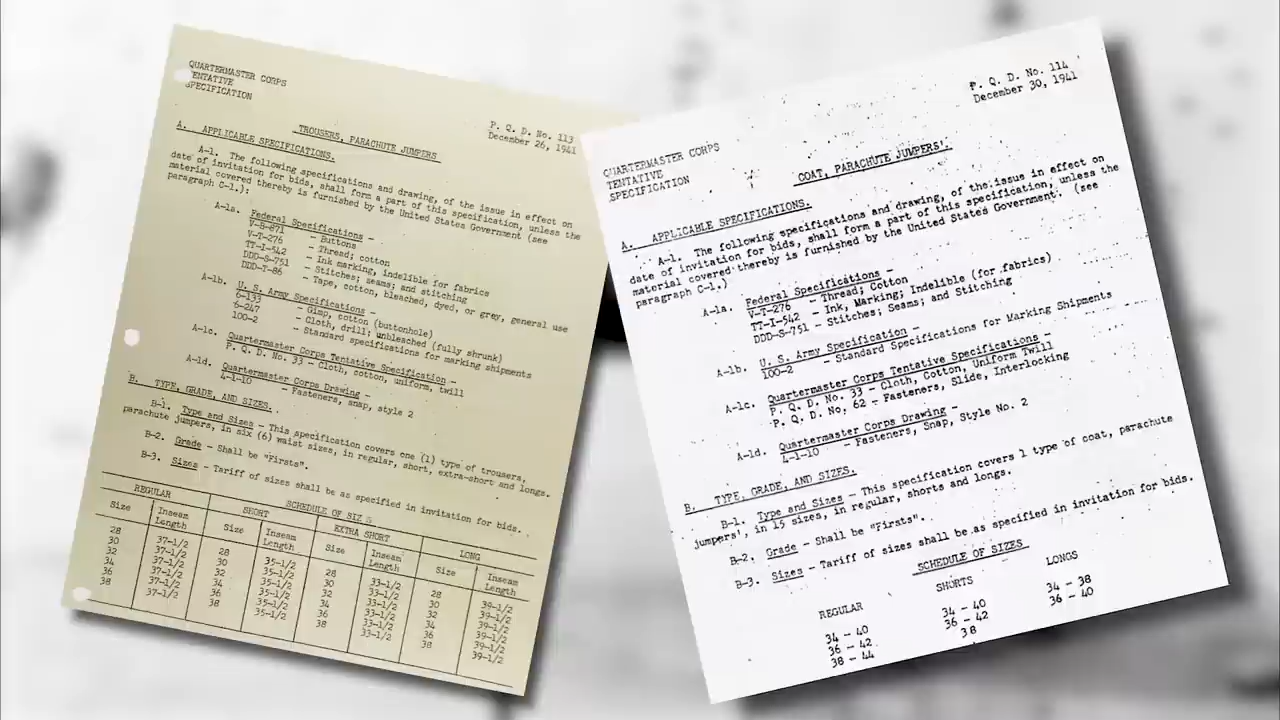 QUARTERMASTER CORPS
TENTATIVE
SPECIFICATION
P. Q. D. No. 113
December 26, 1941
TROUSERS, PARACHUTE JUMPERS
A. APPLICABLE SPECIFICATIONS.
A-1. The following specifications and drawing, of the issue in effect on
date of invitation for bids, shall form a part of this specification, unless the
material covered thereby is furnished by the United States Government (see
paragraph C-1.):
A-1a. Federal Specifications -
V-B-871 - Buttons
V-T-276 - Thread; cotton
TT-I-542 - Ink marking, indelible for fabrics
DDD-S-751 - Stitches; seams; and stitching
DDD-T-86 - Tape, cotton, bleached, dyed, or grey, general use
A-1b. U. S. Army Specifications -
6-133 - Gimp, cotton (buttonhole)
6-247 - Cloth, drill; unbleached (fully shrunk)
100-2 - Standard specifications for marking shipments
A-1c. Quartermaster Corps Tentative Specification -
P. Q. D. No. 33 - Cloth, cotton, uniform, twill
A-1d. Quartermaster Corps Drawing -
4-1-10 - Fasteners, snap, style 2
B. TYPE, GRADE, AND SIZES.
B-1. Type and Sizes - This specification covers one (1) type of trousers,
parachute jumpers, in six (6) waist sizes, in regular, short, extra-short and longs.
B-2. Grade - Shall be "Firsts".
B-3. Sizes - Tariff of sizes shall be as specified in invitation for bids.
SCHEDULE OF SIZ S
REGULAR SHORT EXTRA SHORT LONG
Size Inseam Length Size Inseam Length Size Inseam Length Size Inseam Length
28 37-1/2 28 35-1/2 28 33-1/2 28 39-1/2
30 37-1/2 30 35-1/2 30 33-1/2 30 39-1/2
32 37-1/2 32 35-1/2 32 33-1/2 32 39-1/2
34 37-1/2 34 35-1/2 34 33-1/2 34 39-1/2
36 37-1/2 36 35-1/2 36 33-1/2 36 39-1/2
38 37-1/2 38 35-1/2 38 33-1/2 38 39-1/2
P. Q. D. No. 114
December 30, 1941
QUARTERMASTER CORPS
TENTATIVE
SPECIFICATION
COAT, PARACHUTE JUMPERS'.
A. APPLICABLE SPECIFICATIONS.
A-1. The following specifications and drawing, of the issue in effect on
date of invitation for bids, shall form a part of this specification, unless the
material covered thereby is furnished by the United States Government, (see
paragraph C-1.)
A-1a. Federal Specifications -
V-T-276 - Thread; Cotton
TT-I-542 - Ink, Marking; Indelible (for fabrics)
DDD-S-751 - Stitches; Seams; and Stitching
A-1b. U. S. Army Specification -
100-2 - Standard Specifications for Marking Shipments
A-1c. Quartermaster Corps Tentative Specifications -
P. Q. D. No. 33 - Cloth, Cotton, Uniform Twill
P. Q. D. No. 62 - Fasteners, Slide, Interlocking
A-1d. Quartermaster Corps Drawing -
4-1-10 - Fasteners, Snap, Style No. 2
B. TYPE, GRADE, AND SIZES.
B-1. Type and Sizes - This specification covers 1 type of coat, parachute
jumpers', in 15 sizes, in regular, shorts and longs.
B-2. Grade - Shall be "Firsts".
B-3. Sizes - Tariff of sizes shall be as specified in invitation for bids.
SCHEDULE OF SIZES
REGULAR SHORTS LONGS
34 - 40 34 - 40 34 - 38
36 - 42 36 - 42 36 - 40
38 - 44 38